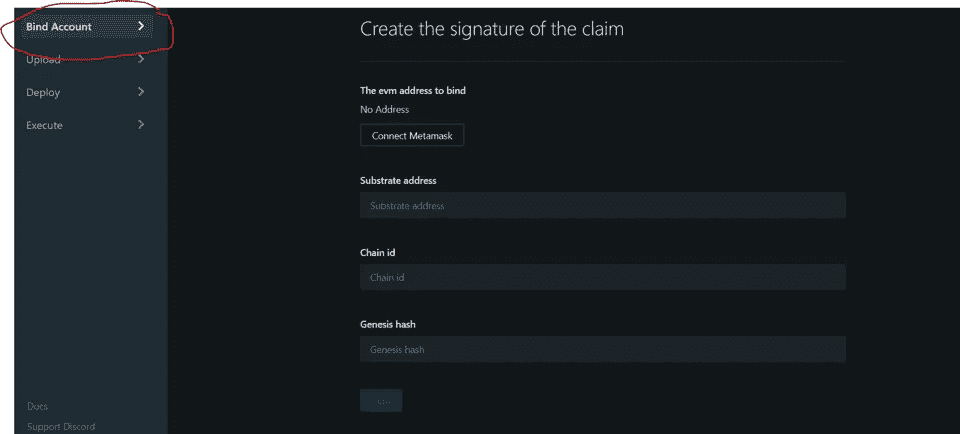 Bind Account
Upload
Deploy
Execute
Docs
Support Discord
Create the signature of the claim
The evm address to bind
No Address
Connect Metamask
Substrate address
Substrate address
Chain id
Chain id
Genesis hash
Genesis hash